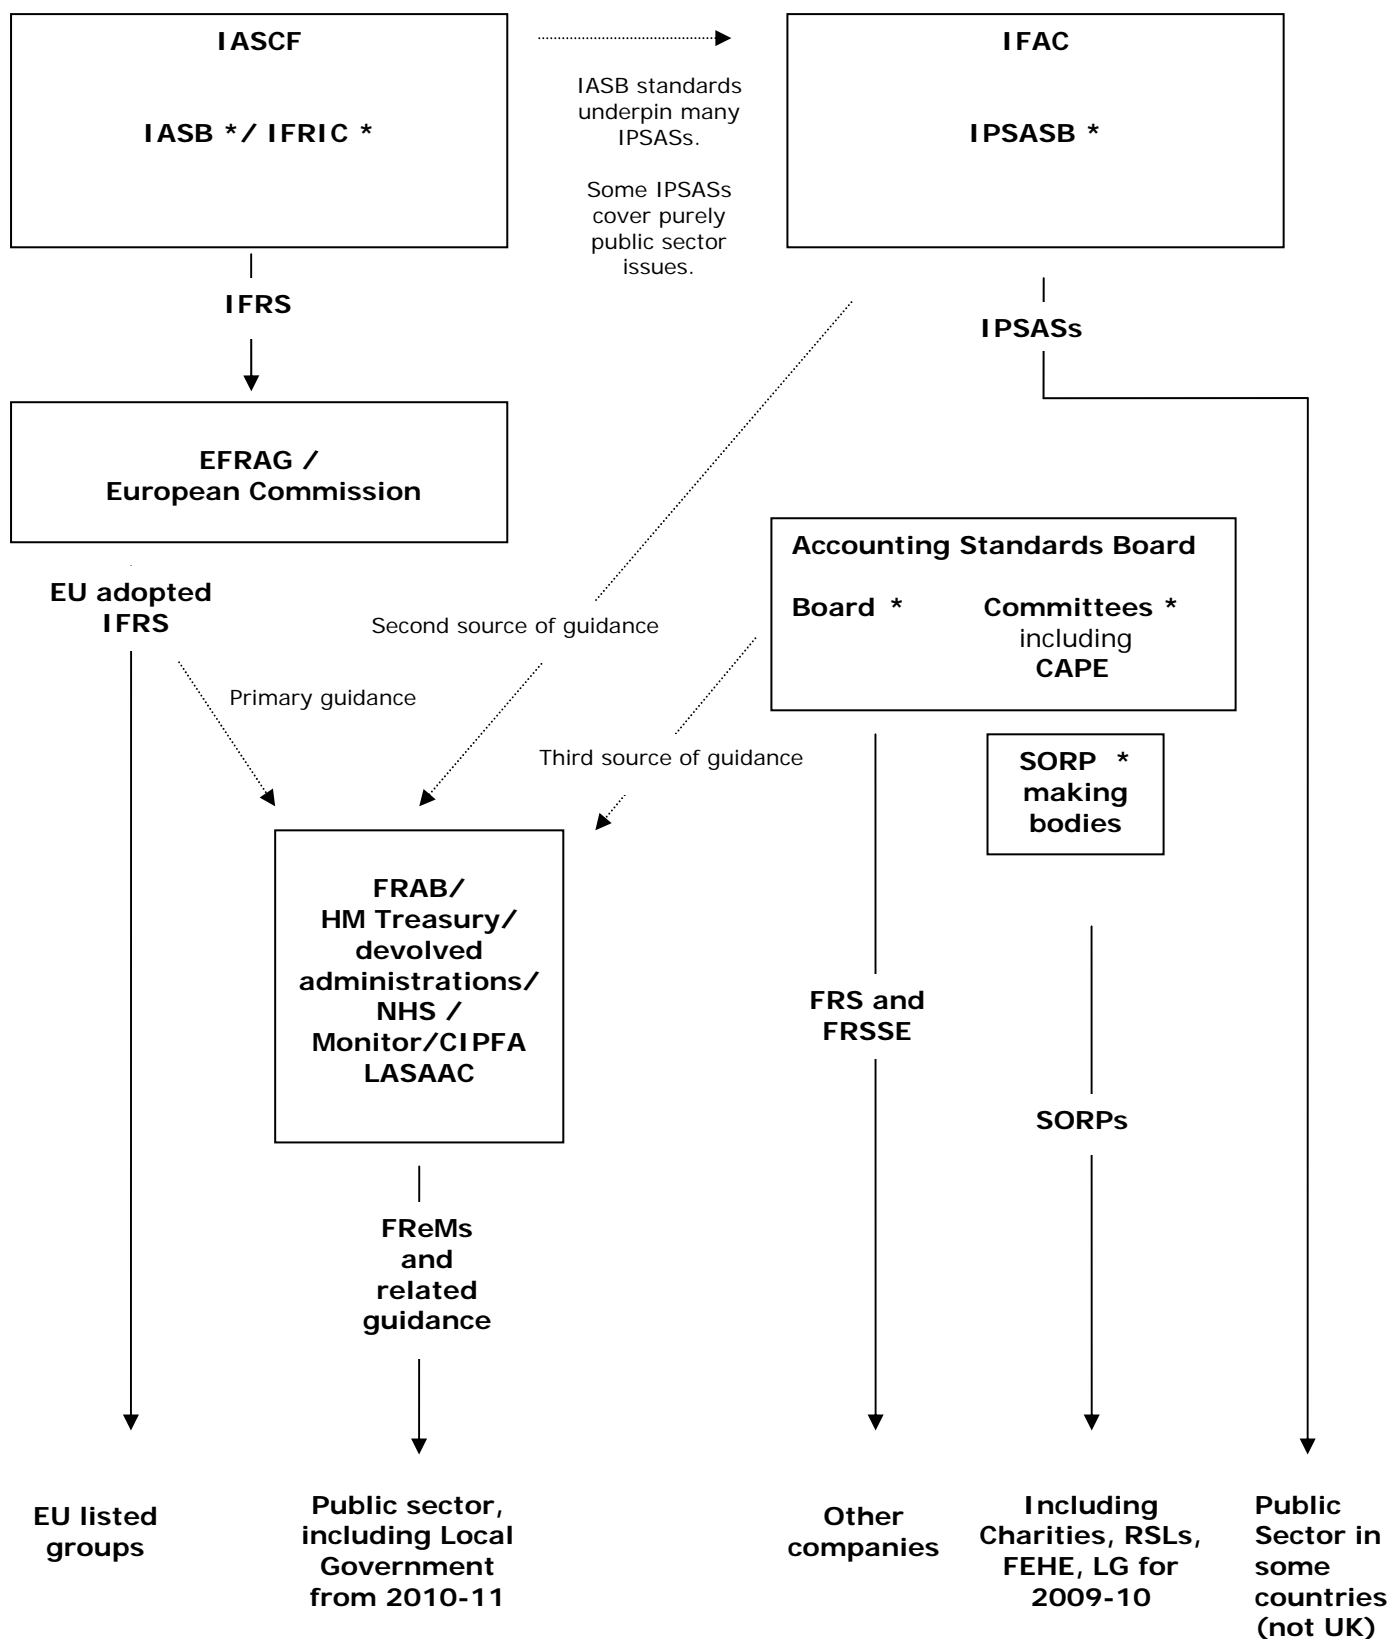 IASCF
IASB */ IFRIC *
IASB standards
underpin many
IPSASs.
Some IPSASs
cover purely
public sector
issues.
IFAC
IPSASB *
IFRS
IPSASs
EFRAG /
European Commission
EU adopted
IFRS
Primary guidance
Second source of guidance
Third source of guidance
Accounting Standards Board
Board *
Committees *
including
CAPE
SORP *
making
bodies
FRAB/
HM Treasury/
devolved
administrations/
NHS /
Monitor/CIPFA
LASAAC
FRS and
FRSSE
SORPs
FReMs
and
related
guidance
EU listed
groups
Public sector,
including Local
Government
from 2010-11
Other
companies
Including
Charities, RSLs,
FEHE, LG for
2009-10
Public
Sector in
some
countries
(not UK)